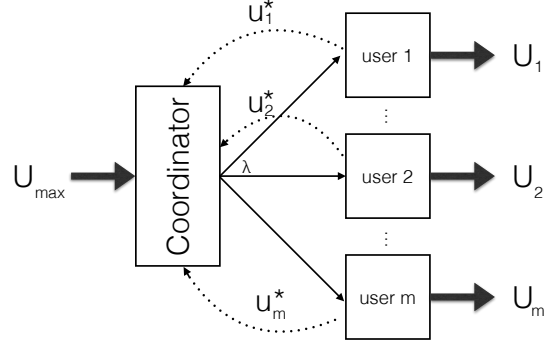 u₁*
user 1
U₁
...
u₂*
Coordinator
U_max
λ
user 2
U₂
...
u_m*
user m
U_m